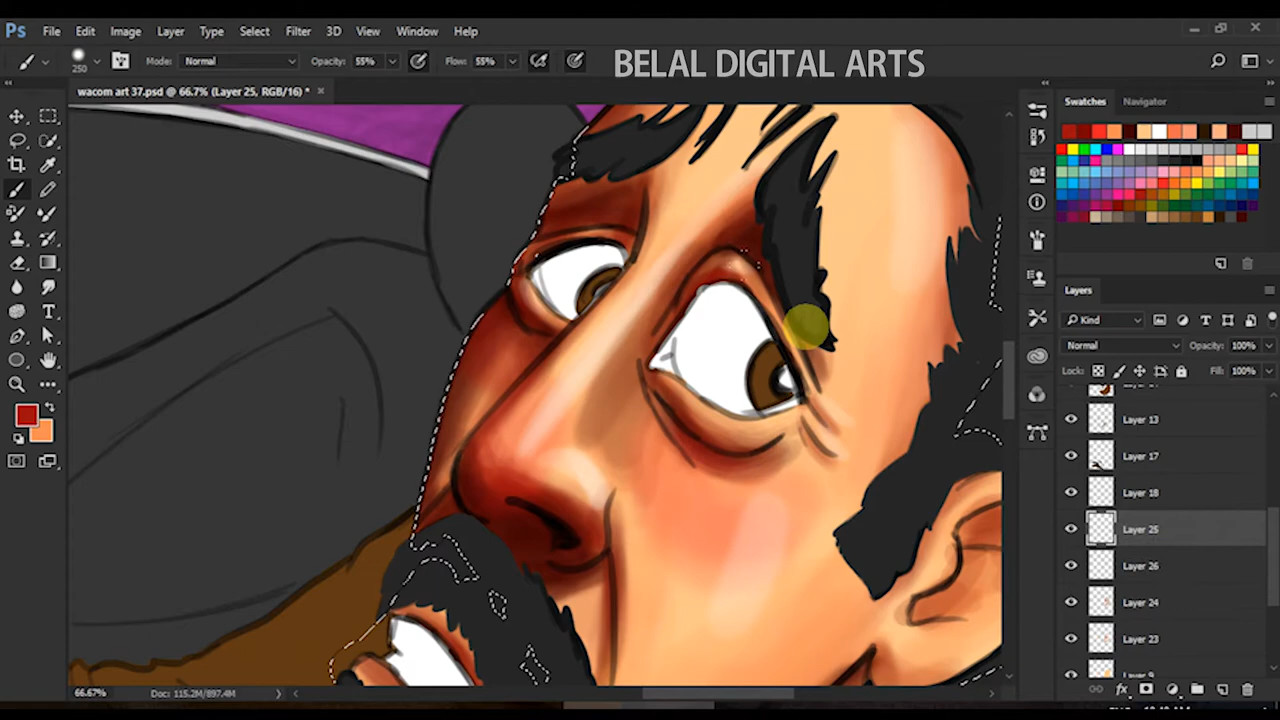 Ps File Edit Image Layer Type Select Filter 3D View Window Help
250 Mode: Normal Opacity: 55% Flow: 55% BELAL DIGITAL ARTS
wacom art 37.psd @ 66.7% (Layer 25, RGB/16) *
Swatches Navigator
Layers
Kind
Normal Opacity: 100%
Lock: Fill: 100%
Layer 13
Layer 17
Layer 18
Layer 25
Layer 26
Layer 24
Layer 23
66.67% Doc: 115.2M/897.4M